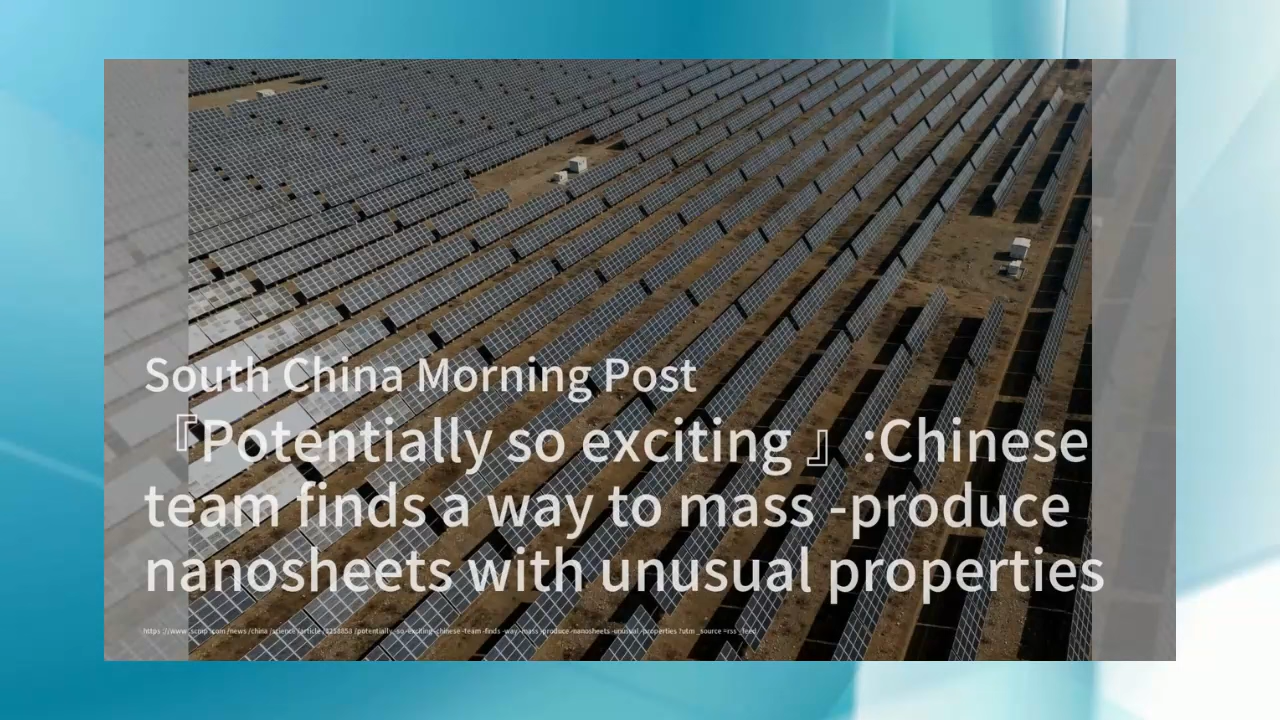 South China Morning Post
『Potentially so exciting 』 :Chinese
team finds a way to mass -produce
nanosheets with unusual properties